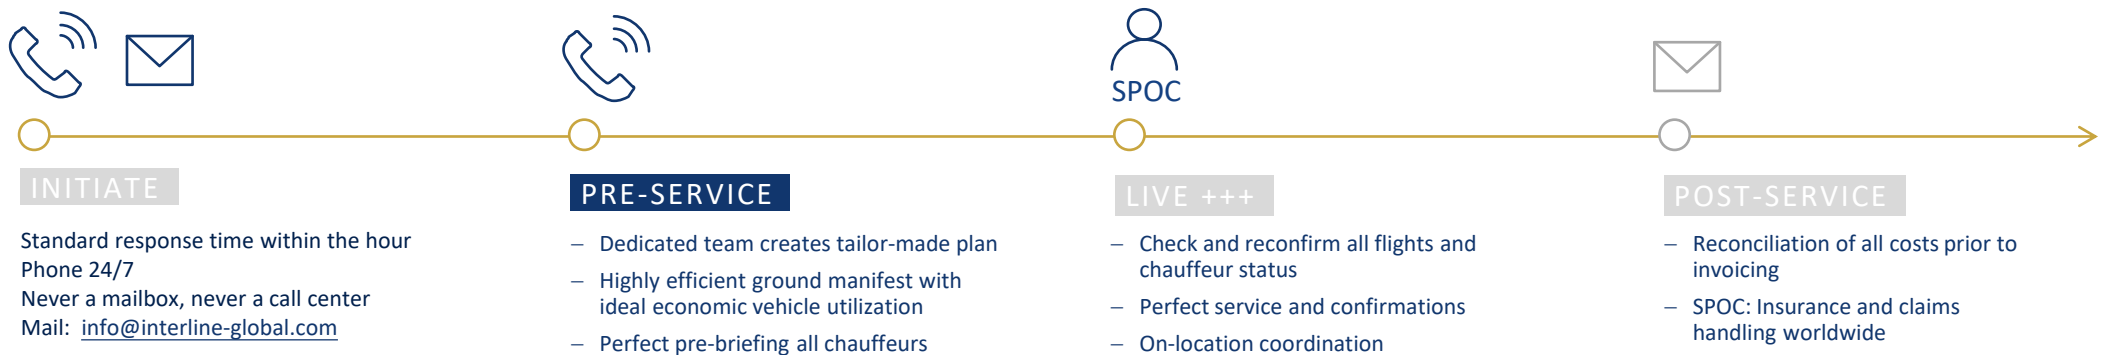 SPOC
INITIATE
Standard response time within the hour
Phone 24/7
Never a mailbox, never a call center
Mail: info@interline-global.com
PRE-SERVICE
– Dedicated team creates tailor-made plan
– Highly efficient ground manifest with
ideal economic vehicle utilization
– Perfect pre-briefing all chauffeurs
LIVE +++
– Check and reconfirm all flights and
chauffeur status
– Perfect service and confirmations
– On-location coordination
POST-SERVICE
– Reconciliation of all costs prior to
invoicing
– SPOC: Insurance and claims
handling worldwide